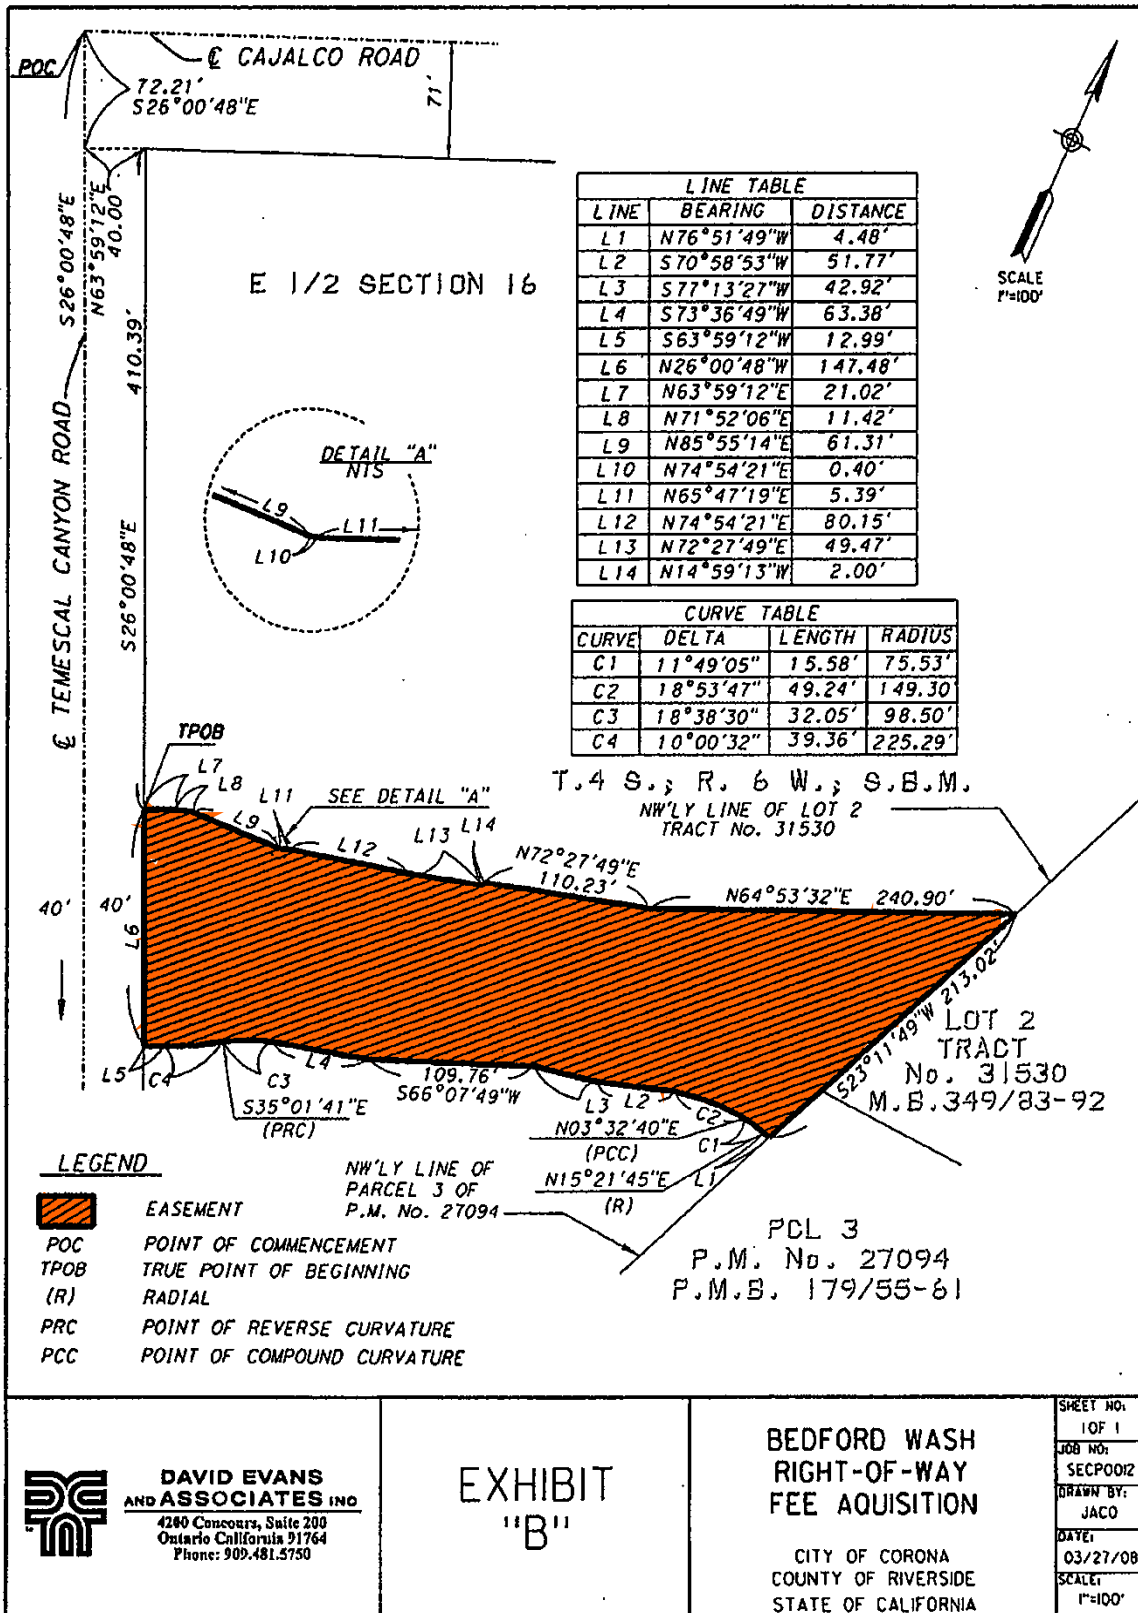 POC
℄ CAJALCO ROAD
72.21'
S26°00'48"E
71'
S26°00'48"E
N63°59'12"E
40.00'
SCALE
1"=100'
E 1/2 SECTION 16
410.39'
S26°00'48"E
℄ TEMESCAL CANYON ROAD
DETAIL "A"
NTS
L9
L11
L10
LINE TABLE
LINE BEARING DISTANCE
L1 N76°51'49"W 4.48'
L2 S70°58'53"W 51.77'
L3 S77°13'27"W 42.92'
L4 S73°36'49"W 63.38'
L5 S63°59'12"W 12.99'
L6 N26°00'48"W 147.48'
L7 N63°59'12"E 21.02'
L8 N71°52'06"E 11.42'
L9 N85°55'14"E 61.31'
L10 N74°54'21"E 0.40'
L11 N65°47'19"E 5.39'
L12 N74°54'21"E 80.15'
L13 N72°27'49"E 49.47'
L14 N14°59'13"W 2.00'
CURVE TABLE
CURVE DELTA LENGTH RADIUS
C1 11°49'05" 15.58' 75.53'
C2 18°53'47" 49.24' 149.30'
C3 18°38'30" 32.05' 98.50'
C4 10°00'32" 39.36' 225.29'
T.4 S.; R. 6 W.; S.B.M.
NW'LY LINE OF LOT 2
TRACT No. 31530
TPOB
L7
L8
L9
L11
SEE DETAIL "A"
L12
L13
L14
N72°27'49"E
110.23'
N64°53'32"E 240.90'
40'
40'
L6
S23°11'49"W 213.02'
LOT 2
TRACT
No. 31530
M.B.349/83-92
L5
C4
C3
L4
S35°01'41"E
(PRC)
109.76'
S66°07'49"W
L3
L2
C2
N03°32'40"E
(PCC)
C1
N15°21'45"E
(R)
L1
NW'LY LINE OF
PARCEL 3 OF
P.M. No. 27094
PCL 3
P.M. No. 27094
P.M.B. 179/55-61
LEGEND
EASEMENT
POC POINT OF COMMENCEMENT
TPOB TRUE POINT OF BEGINNING
(R) RADIAL
PRC POINT OF REVERSE CURVATURE
PCC POINT OF COMPOUND CURVATURE
DAVID EVANS
AND ASSOCIATES INC
4200 Concours, Suite 200
Ontario California 91764
Phone: 909.481.5750
EXHIBIT
"B"
BEDFORD WASH
RIGHT-OF-WAY
FEE AQUISITION
CITY OF CORONA
COUNTY OF RIVERSIDE
STATE OF CALIFORNIA
SHEET NO:
1 OF 1
JOB NO:
SECP0012
DRAWN BY:
JACO
DATE:
03/27/08
SCALE:
1"=100'